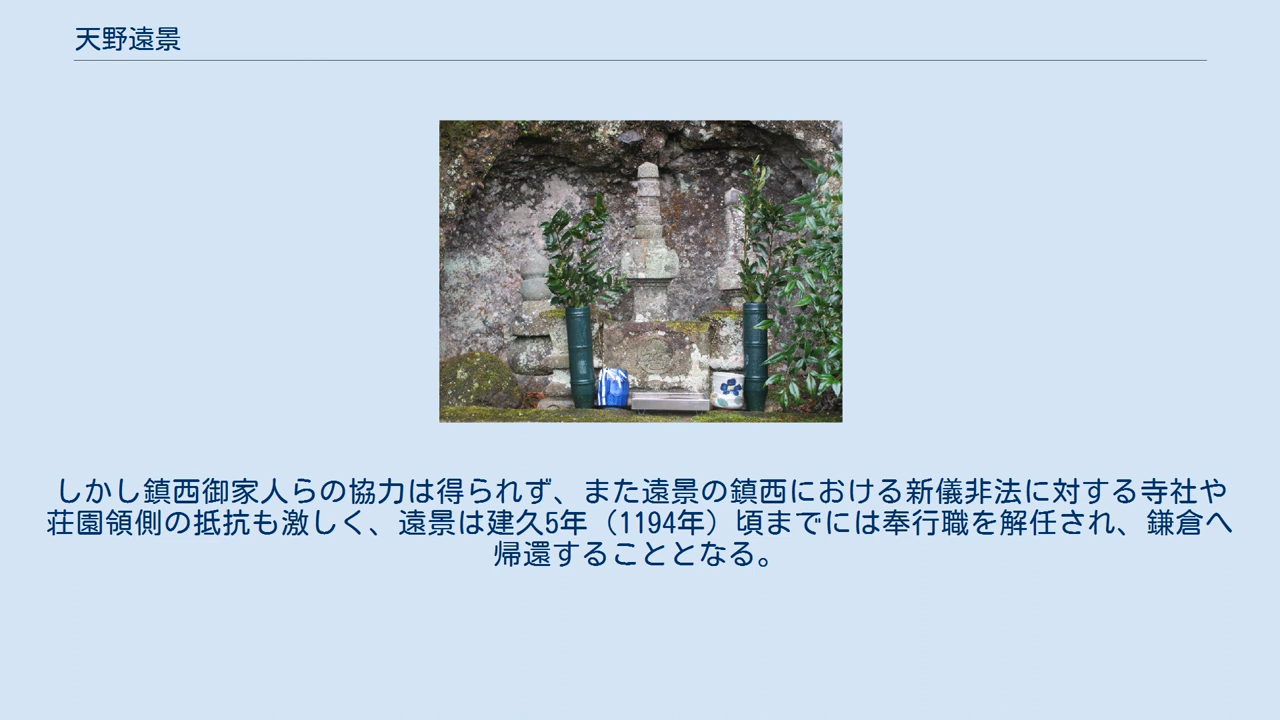 天野遠景
しかし鎮西御家人らの協力は得られず、また遠景の鎮西における新儀非法に対する寺社や
荘園領側の抵抗も激しく、遠景は建久5年（1194年）頃までには奉行職を解任され、鎌倉へ
帰還することとなる。